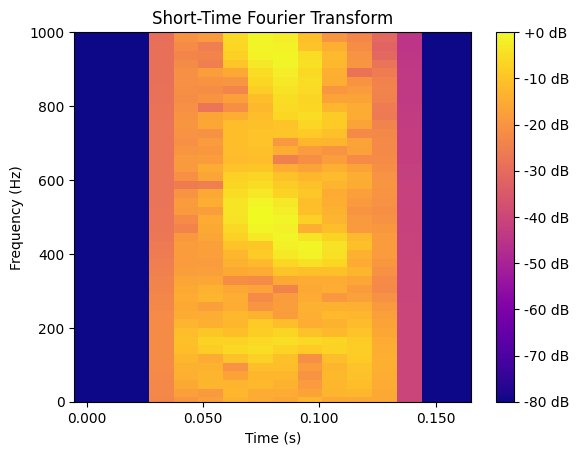 Short-Time Fourier Transform
1000
800
600
400
200
0
Frequency (Hz)
0.000
0.050
0.100
0.150
Time (s)
+0 dB
-10 dB
-20 dB
-30 dB
-40 dB
-50 dB
-60 dB
-70 dB
-80 dB